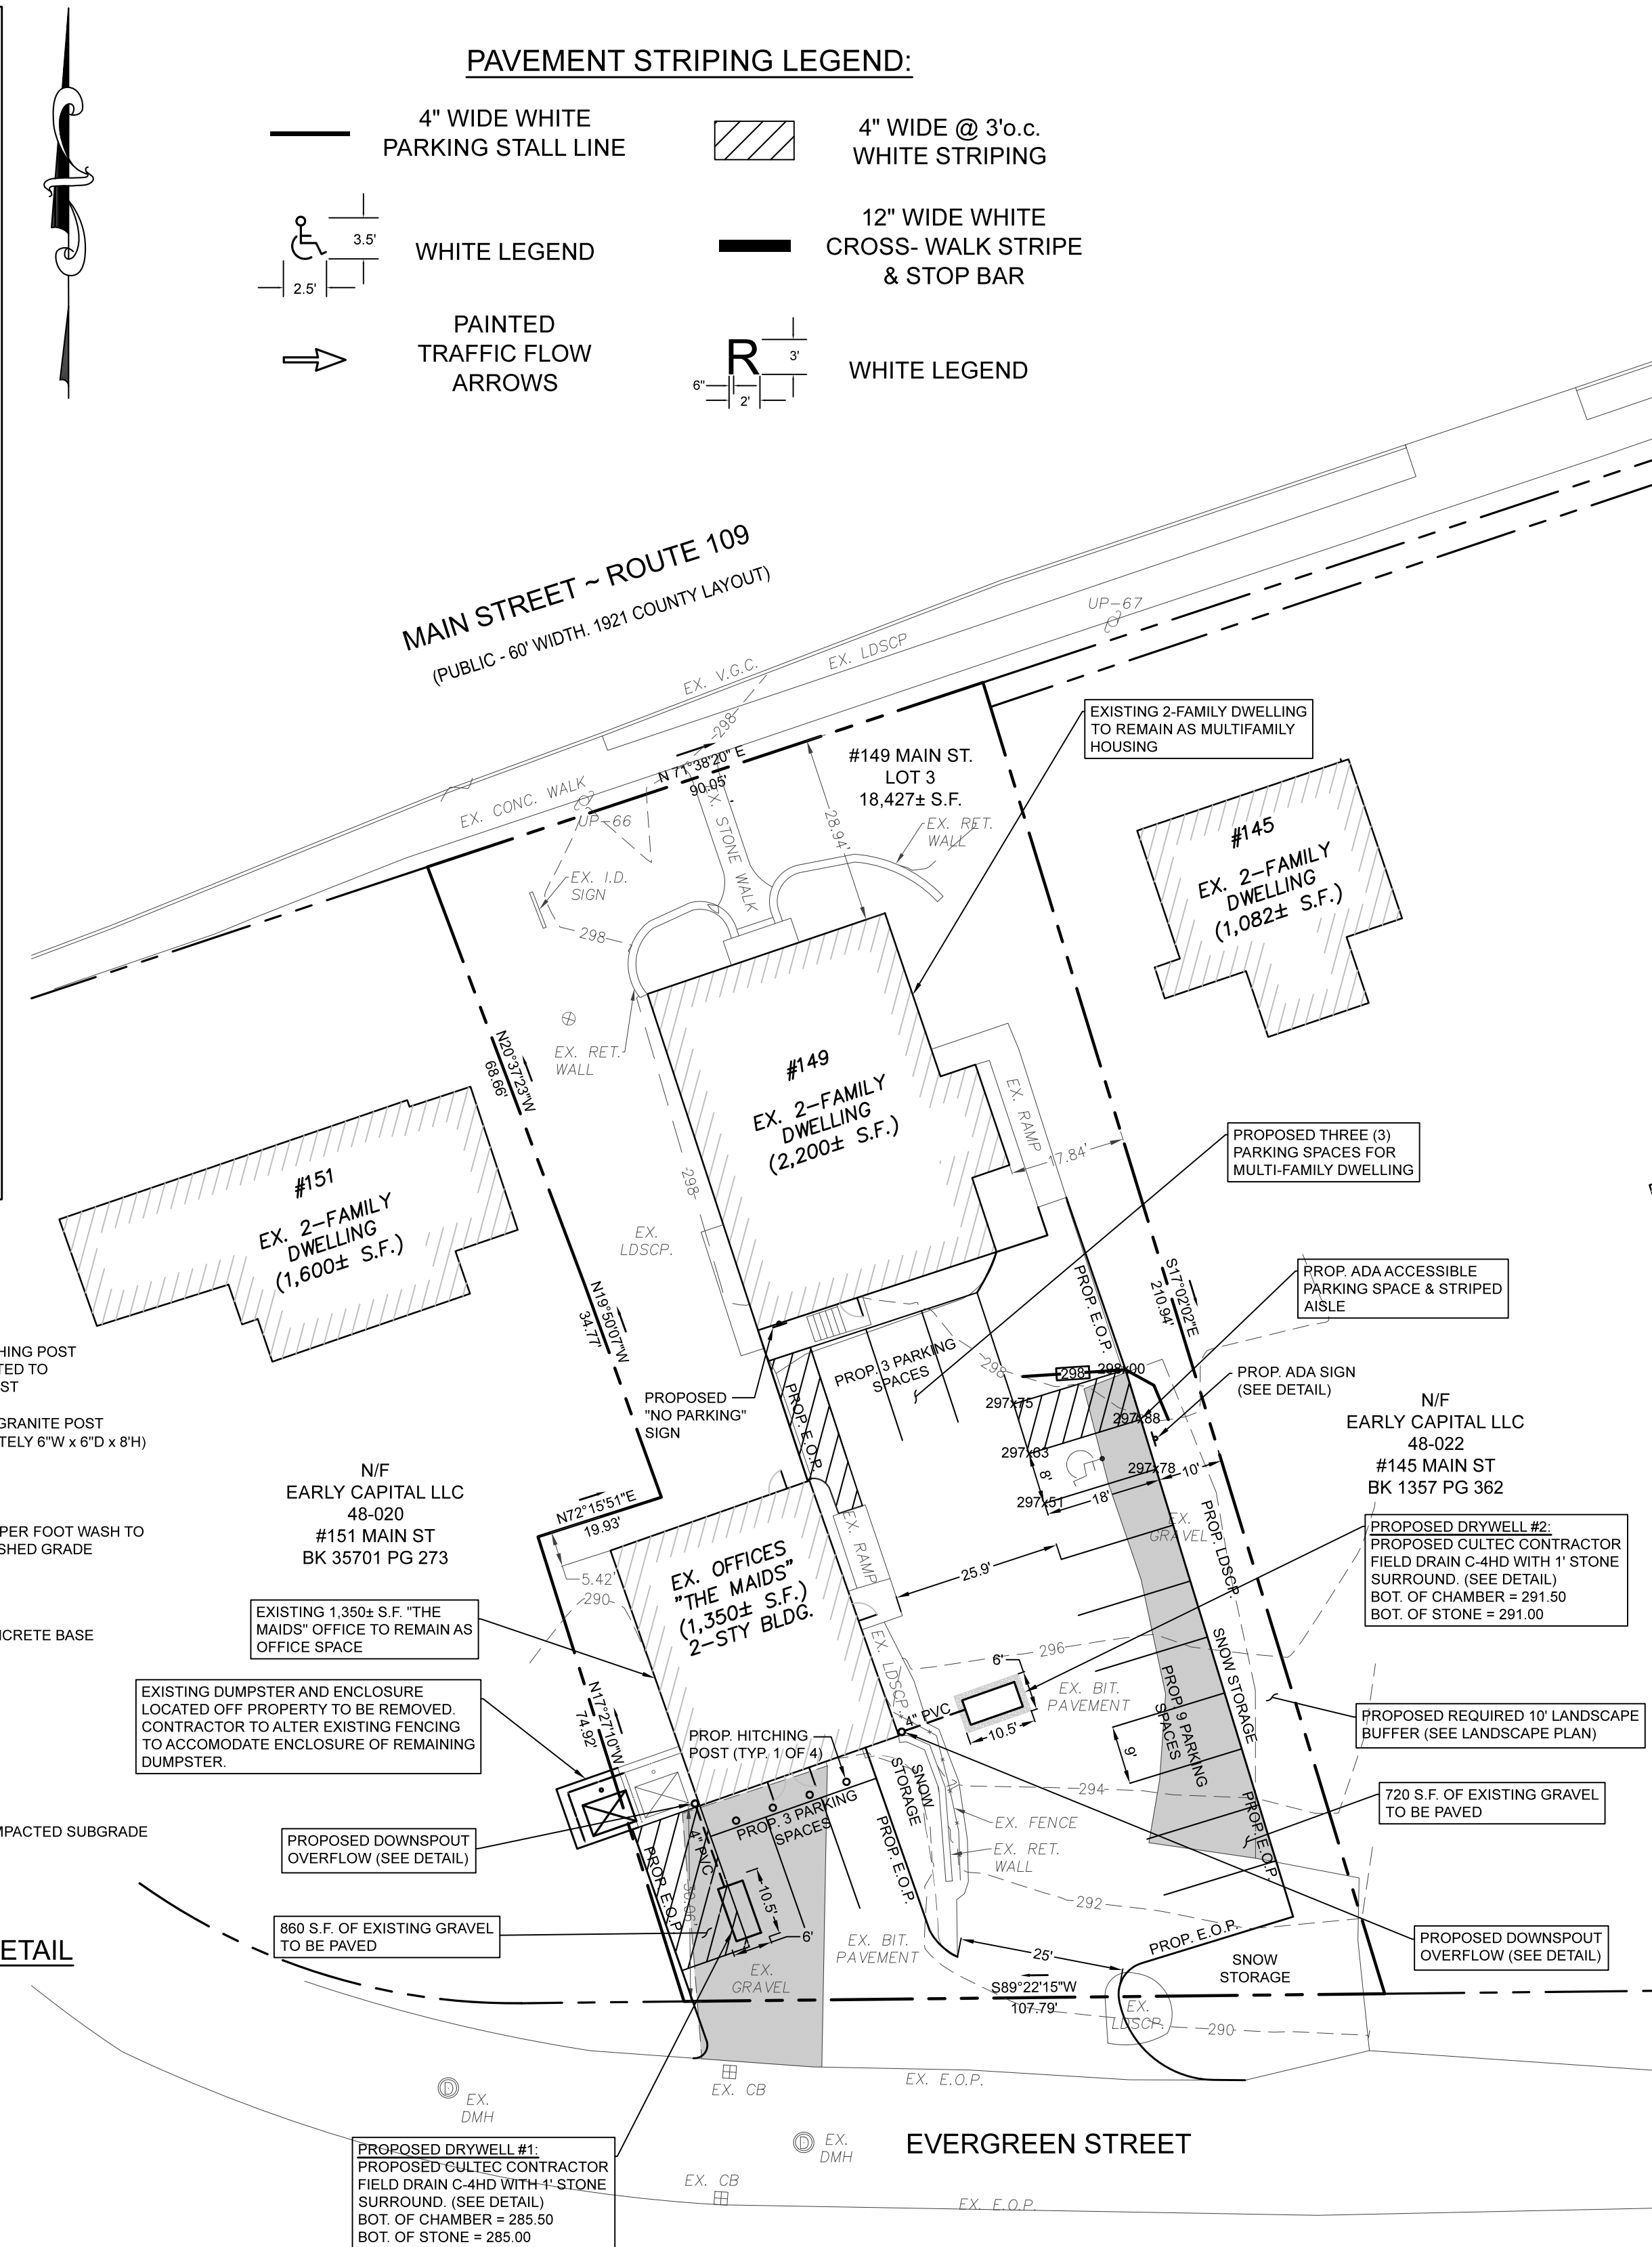 PAVEMENT STRIPING LEGEND:
4" WIDE WHITE
PARKING STALL LINE
4" WIDE @ 3'o.c.
WHITE STRIPING
3.5'
2.5'
WHITE LEGEND
12" WIDE WHITE
CROSS- WALK STRIPE
& STOP BAR
PAINTED
TRAFFIC FLOW
ARROWS
R
3'
6"
2'
WHITE LEGEND
MAIN STREET ~ ROUTE 109
(PUBLIC - 60' WIDTH. 1921 COUNTY LAYOUT)
UP-67
EX. V.G.C.
EX. LDSCP
298
EX. CONC. WALK
UP-66
N 71°38'20" E
90.05'
EX. STONE WALK
#149 MAIN ST.
LOT 3
18,427± S.F.
28.94'
EX. RET.
WALL
EXISTING 2-FAMILY DWELLING
TO REMAIN AS MULTIFAMILY
HOUSING
#145
EX. 2-FAMILY
DWELLING
(1,082± S.F.)
EX. I.D.
SIGN
298
EX. RET.
WALL
N20°37'23"W
68.66'
#149
EX. 2-FAMILY
DWELLING
(2,200± S.F.)
EX. RAMP
17.84'
PROPOSED THREE (3)
PARKING SPACES FOR
MULTI-FAMILY DWELLING
#151
EX. 2-FAMILY
DWELLING
(1,600± S.F.)
298
EX.
LDSCP.
N19°50'07"W
34.77'
PROP. E.O.P.
S17°02'02"E
210.94'
PROP. ADA ACCESSIBLE
PARKING SPACE & STRIPED
AISLE
HING POST
TED TO
ST
GRANITE POST
TELY 6"W x 6"D x 8'H)
PER FOOT WASH TO
SHED GRADE
NCRETE BASE
MPACTED SUBGRADE
ETAIL
PROPOSED
"NO PARKING"
SIGN
PROP. E.O.P.
PROP. 3 PARKING
SPACES
298
298
298x00
297x75
297x88
297x63
297x78
297x51
8'
18'
10'
PROP. ADA SIGN
(SEE DETAIL)
N/F
EARLY CAPITAL LLC
48-022
#145 MAIN ST
BK 1357 PG 362
N/F
EARLY CAPITAL LLC
48-020
#151 MAIN ST
BK 35701 PG 273
N72°15'51"E
19.93'
5.42'
290
EX. OFFICES
"THE MAIDS"
(1,350± S.F.)
2-STY BLDG.
EX. RAMP
25.9'
EX.
GRAVEL
PROP. LDSCP.
PROPOSED DRYWELL #2:
PROPOSED CULTEC CONTRACTOR
FIELD DRAIN C-4HD WITH 1' STONE
SURROUND. (SEE DETAIL)
BOT. OF CHAMBER = 291.50
BOT. OF STONE = 291.00
EXISTING 1,350± S.F. "THE
MAIDS" OFFICE TO REMAIN AS
OFFICE SPACE
EX. LDSCP.
296
6'
10.5'
4" PVC
EX. BIT.
PAVEMENT
SNOW STORAGE
PROP. 9 PARKING
SPACES
9'
EXISTING DUMPSTER AND ENCLOSURE
LOCATED OFF PROPERTY TO BE REMOVED.
CONTRACTOR TO ALTER EXISTING FENCING
TO ACCOMODATE ENCLOSURE OF REMAINING
DUMPSTER.
N17°27'10"W
74.92'
PROP. HITCHING
POST (TYP. 1 OF 4)
PROPOSED REQUIRED 10' LANDSCAPE
BUFFER (SEE LANDSCAPE PLAN)
SNOW
STORAGE
294
PROP. 3 PARKING
SPACES
EX. FENCE
720 S.F. OF EXISTING GRAVEL
TO BE PAVED
PROPOSED DOWNSPOUT
OVERFLOW (SEE DETAIL)
4" PVC
PROP. E.O.P.
EX. RET.
WALL
PROP. E.O.P.
PROP. E.O.P.
10.5'
6'
292
860 S.F. OF EXISTING GRAVEL
TO BE PAVED
EX. BIT.
PAVEMENT
25'
PROP. E.O.P.
SNOW
STORAGE
PROPOSED DOWNSPOUT
OVERFLOW (SEE DETAIL)
EX.
GRAVEL
S89°22'15"W
107.79'
EX.
LDSCP.
290
EX. CB
EX. E.O.P.
EX.
DMH
EX.
DMH
EVERGREEN STREET
PROPOSED DRYWELL #1:
PROPOSED CULTEC CONTRACTOR
FIELD DRAIN C-4HD WITH 1' STONE
SURROUND. (SEE DETAIL)
BOT. OF CHAMBER = 285.50
BOT. OF STONE = 285.00
EX. CB
EX. E.O.P.